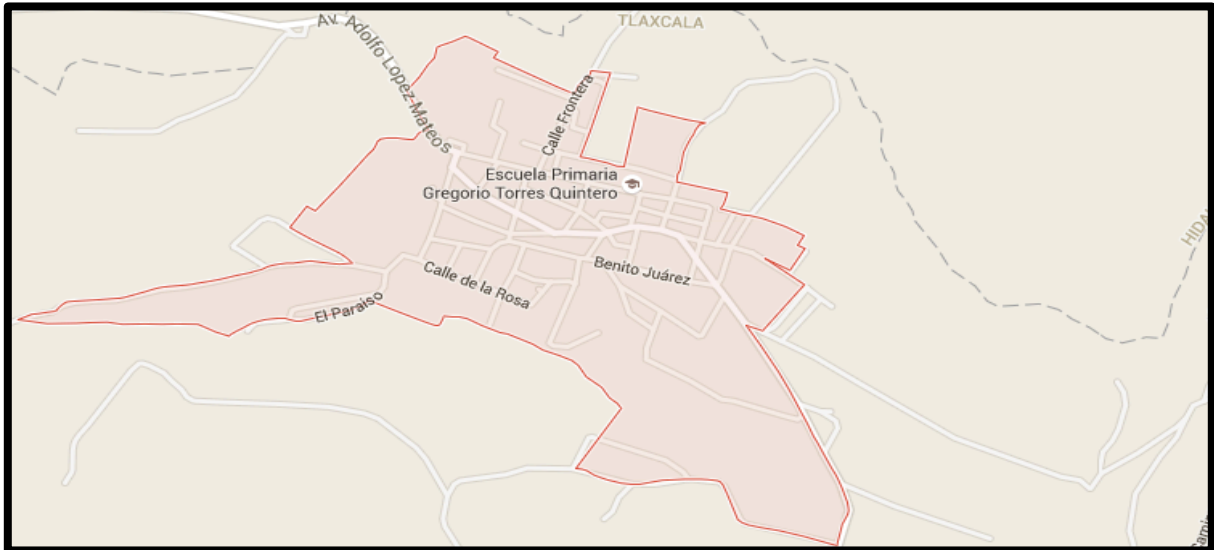 TLAXCALA
Av. Adolfo Lopez Mateos
Calle Frontera
Escuela Primaria
Gregorio Torres Quintero
HIDAL
Benito Juárez
Calle de la Rosa
El Paraiso